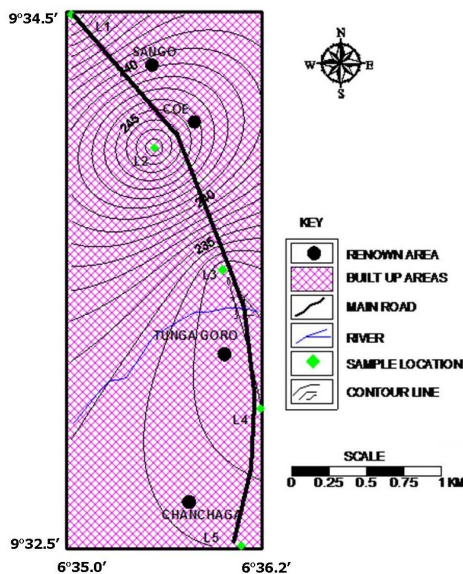 9°34.5'
L1
SANGO
240
COE
245
L2
230
235
L3
TUNGA GORO
L4
CHANCHAGA
L5
9°32.5'
6°35.0'
6°36.2'
N
W E
S
KEY
RENOWN AREA
BUILT UP AREAS
MAIN ROAD
RIVER
SAMPLE LOCATION
CONTOUR LINE
SCALE
0 0.25 0.5 0.75 1 KM